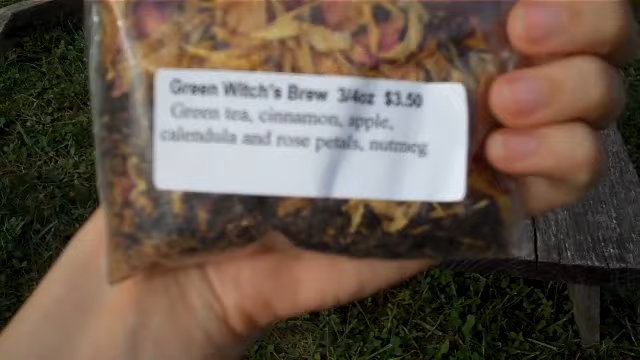 Green Witch's Brew 3/4oz $3.50
Green tea, cinnamon, apple,
calendula and rose petals, nutmeg